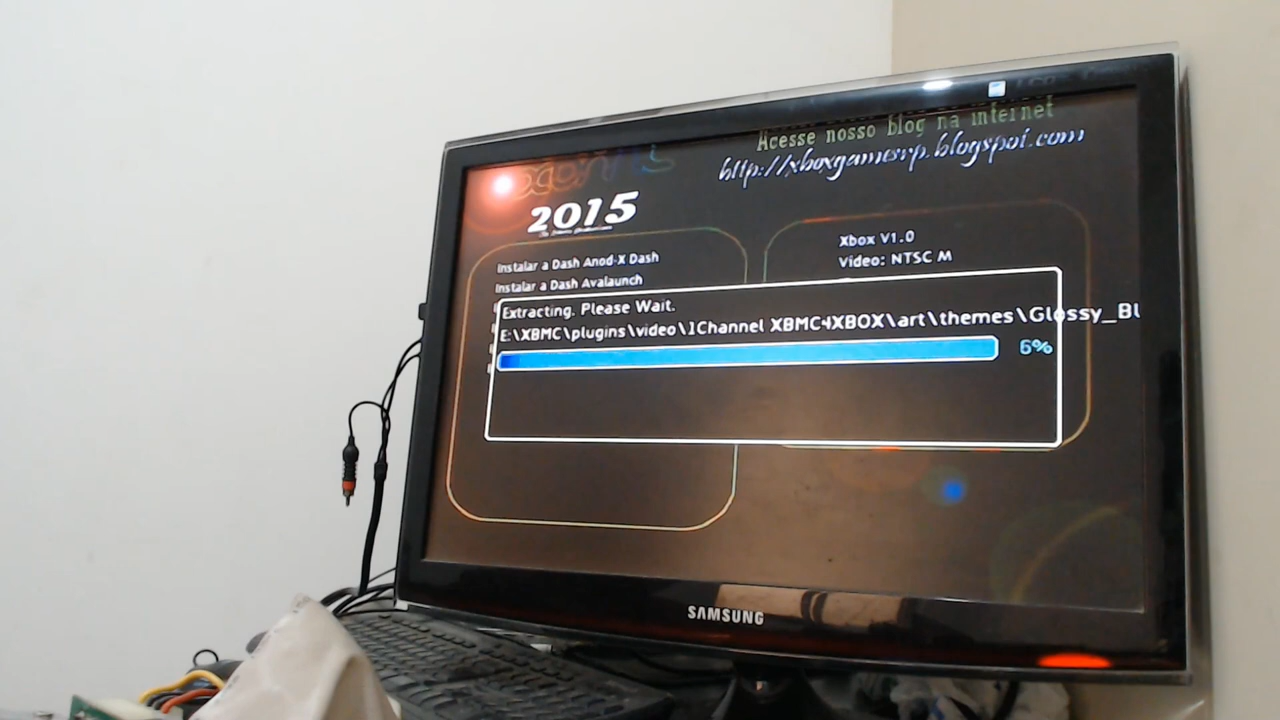 Acesse nosso blog na internet
http://xboxgamesrp.blogspot.com
2015
Instalar a Dash Anod-X Dash
Instalar a Dash Avalaunch
Xbox V1.0
Video: NTSC M
Extracting. Please Wait.
E:\XBMC\plugins\video\1Channel XBMC4XBOX\art\themes\Glossy_Bl
6%
SAMSUNG